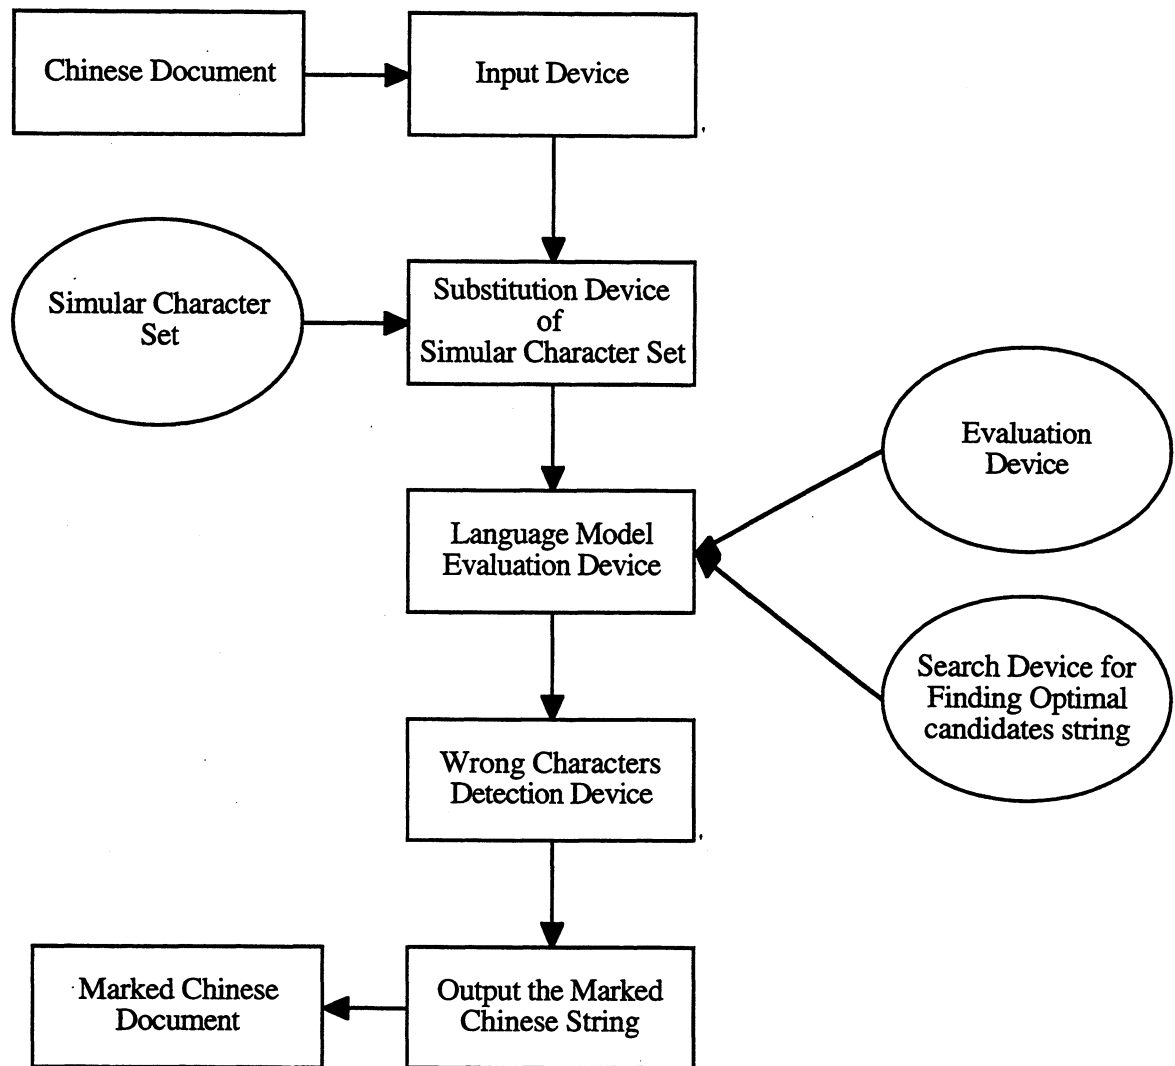 Chinese Document
Input Device
Simular Character
Set
Substitution Device
of
Simular Character Set
Evaluation
Device
Language Model
Evaluation Device
Search Device for
Finding Optimal
candidates string
Wrong Characters
Detection Device
Marked Chinese
Document
Output the Marked
Chinese String